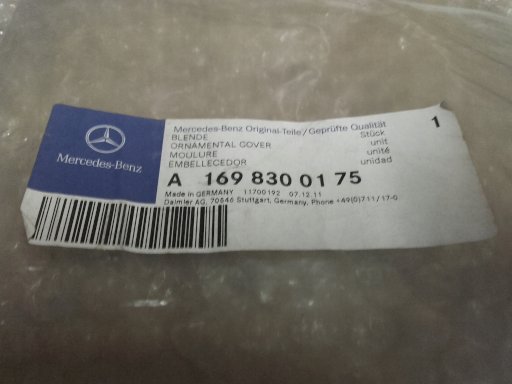 Mercedes-Benz
Mercedes-Benz Original-Teile/Geprüfte Qualität
BLENDE Stück 1
ORNAMENTAL COVER unit
MOULURE unité
EMBELLECEDOR unidad
A 169 830 01 75
Made in GERMANY 11700192 07.12.11
Daimler AG, 70546 Stuttgart, Germany, Phone +49(0)711/17-0